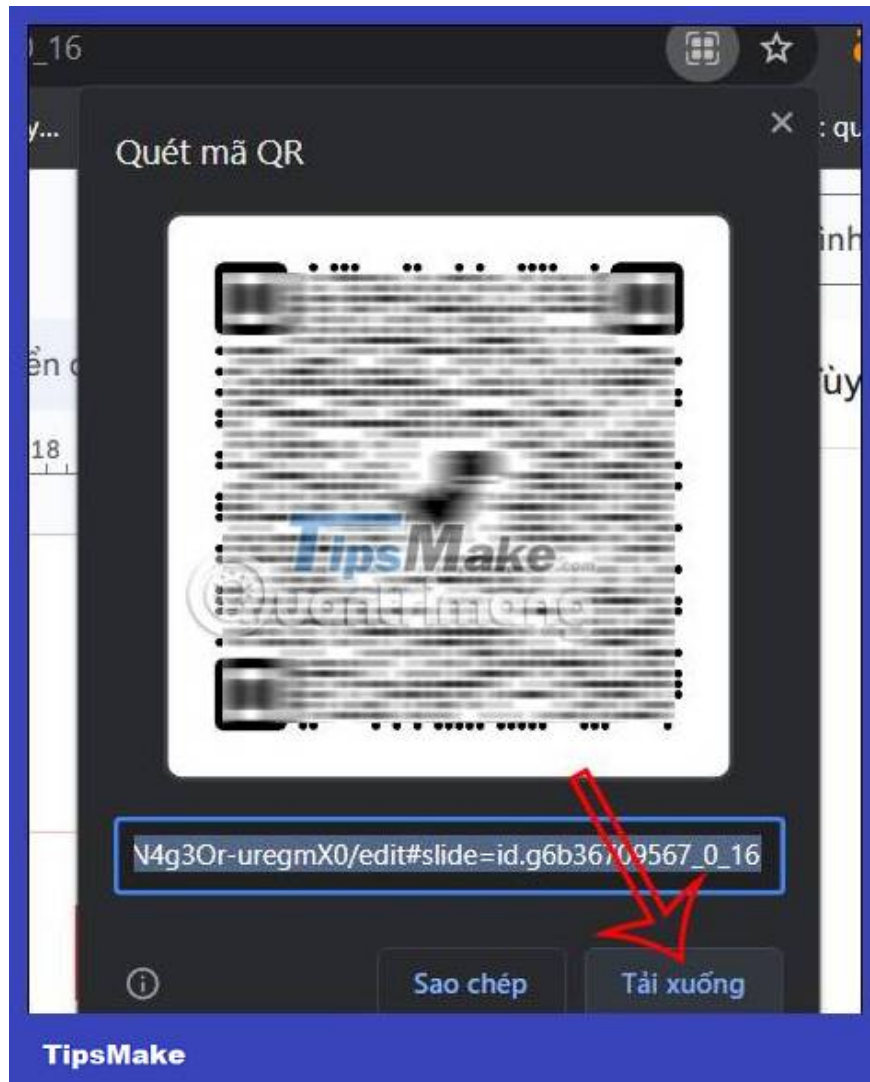 _16
y...
: qu
Quét mã QR
inh
ển c
ùy
18
TipsMake.com
Quantrimang
N4g3Or-uregmX0/edit#slide=id.g6b36709567_0_16
Sao chép
Tải xuống
TipsMake